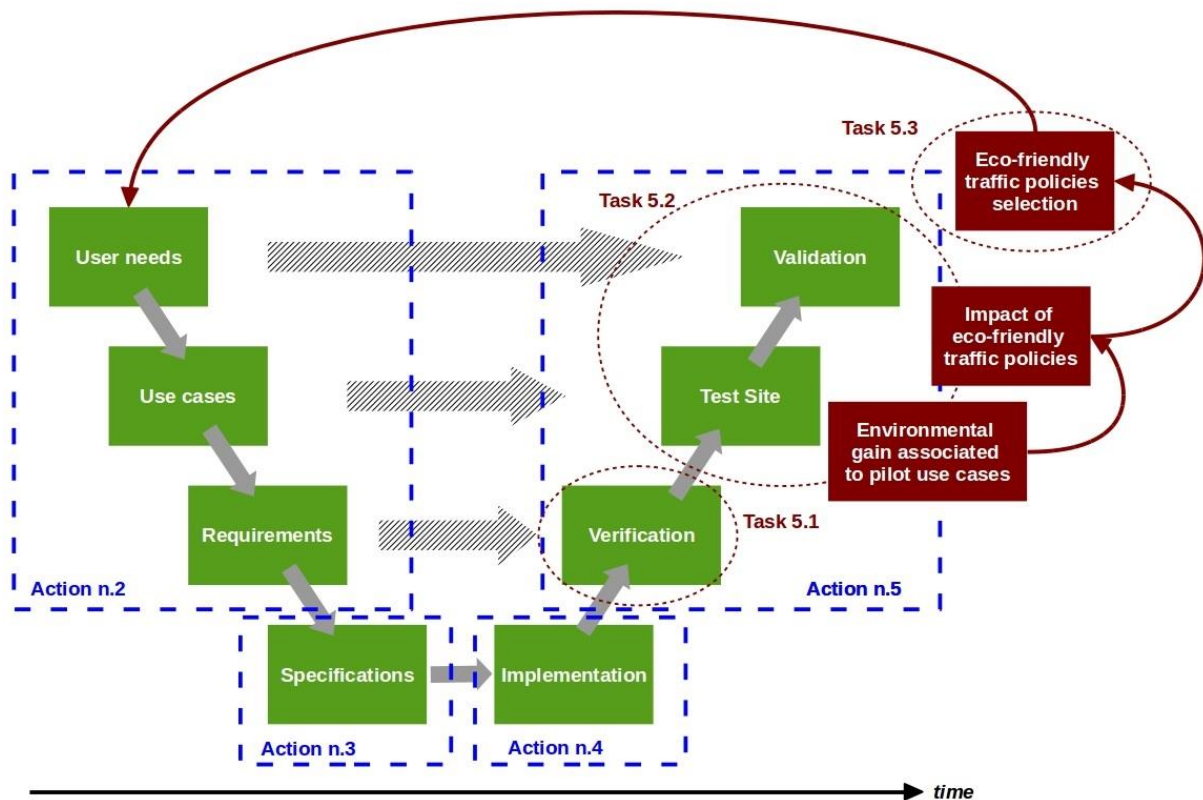 Task 5.3
Eco-friendly
traffic policies
selection
Task 5.2
User needs
Validation
Impact of
eco-friendly
traffic policies
Use cases
Test Site
Environmental
gain associated
to pilot use cases
Requirements
Verification
Task 5.1
Action n.2
Action n.5
Specifications
Implementation
Action n.3
Action n.4
time